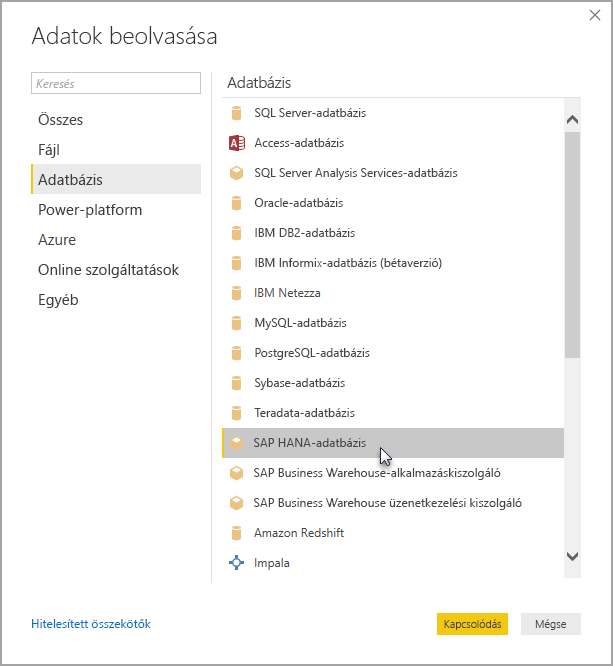 Adatok beolvasása
Keresés
Összes
Fájl
Adatbázis
Power-platform
Azure
Online szolgáltatások
Egyéb
Adatbázis
SQL Server-adatbázis
Access-adatbázis
SQL Server Analysis Services-adatbázis
Oracle-adatbázis
IBM DB2-adatbázis
IBM Informix-adatbázis (bétaverzió)
IBM Netezza
MySQL-adatbázis
PostgreSQL-adatbázis
Sybase-adatbázis
Teradata-adatbázis
SAP HANA-adatbázis
SAP Business Warehouse-alkalmazáskiszolgáló
SAP Business Warehouse üzenetkezelési kiszolgáló
Amazon Redshift
Impala
Hitelesített összekötők
Kapcsolódás
Mégse